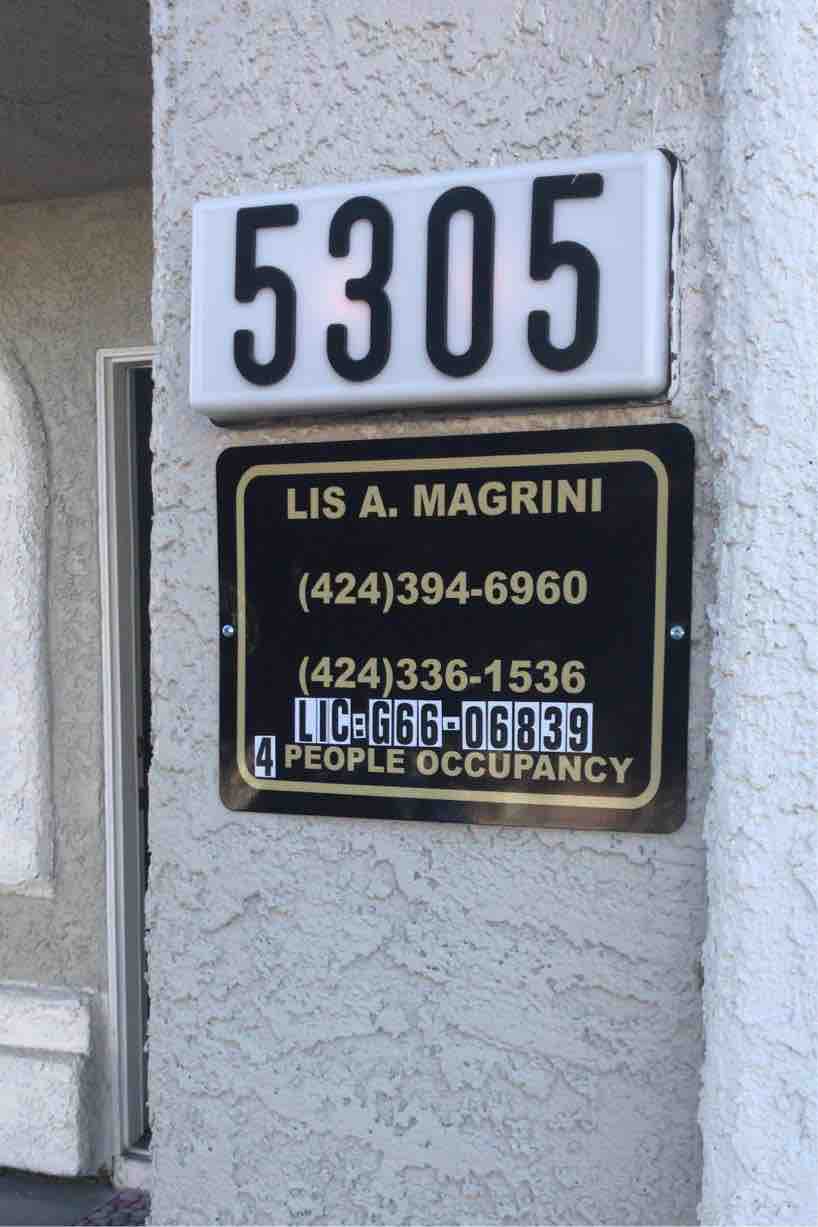 5305
LIS A. MAGRINI
(424)394-6960
(424)336-1536
LIC:G66-06839
4 PEOPLE OCCUPANCY